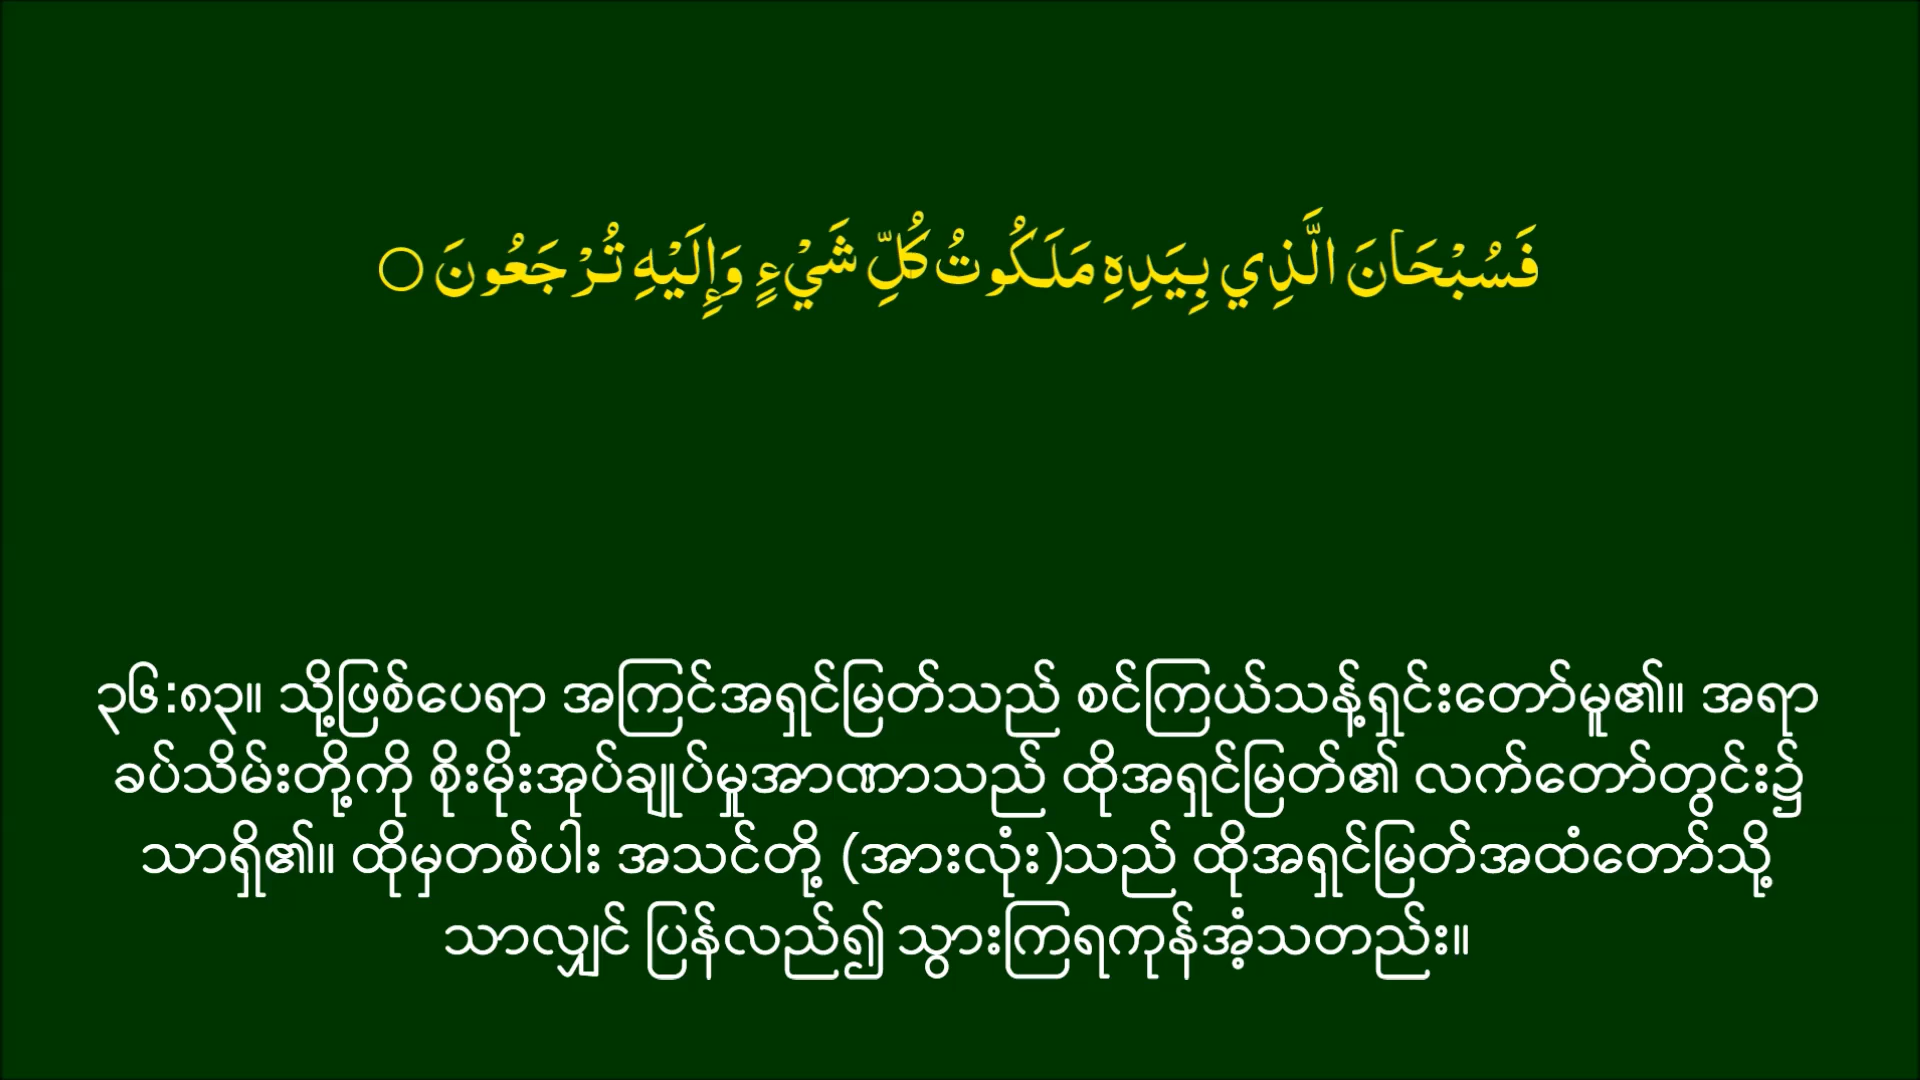 فَسُبْحَانَ الَّذِي بِيَدِهِ مَلَكُوتُ كُلِّ شَيْءٍ وَإِلَيْهِ تُرْجَعُونَ ○
၃၆:၈၃။ သို့ဖြစ်ပေရာ အကြင်အရှင်မြတ်သည် စင်ကြယ်သန့်ရှင်းတော်မူ၏။ အရာ
ခပ်သိမ်းတို့ကို စိုးမိုးအုပ်ချုပ်မှုအာဏာသည် ထိုအရှင်မြတ်၏ လက်တော်တွင်း၌
သာရှိ၏။ ထိုမှတစ်ပါး အသင်တို့ (အားလုံး)သည် ထိုအရှင်မြတ်အထံတော်သို့
သာလျှင် ပြန်လည်၍ သွားကြရကုန်အံ့သတည်း။